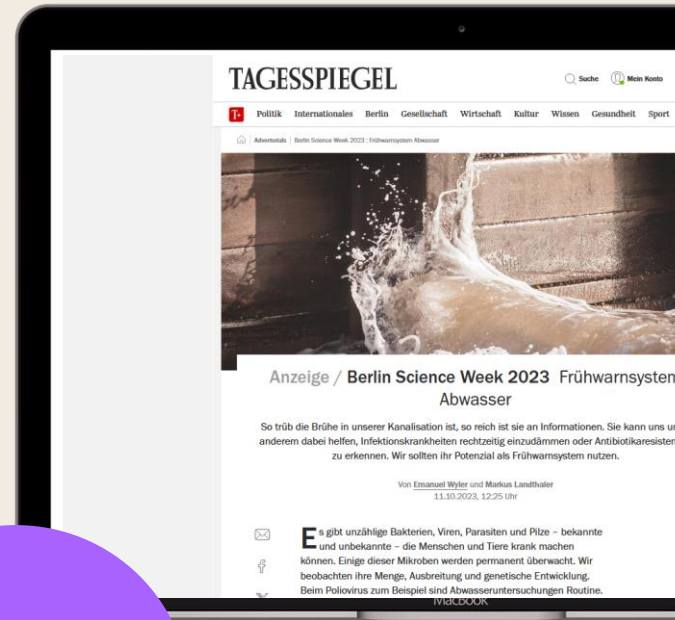 TAGESSPIEGEL
Suche Mein Konto
T+ Politik Internationales Berlin Gesellschaft Wirtschaft Kultur Wissen Gesundheit Sport
Advertorials | Berlin Science Week 2023 : Frühwarnsystem Abwasser
Anzeige / Berlin Science Week 2023 Frühwarnsystem
Abwasser
So trüb die Brühe in unserer Kanalisation ist, so reich ist sie an Informationen. Sie kann uns
anderem dabei helfen, Infektionskrankheiten rechtzeitig einzudämmen oder
zu erkennen. Wir sollten ihr Potenzial als Frühwarnsystem nutzen.
Von Emanuel Wyler und Markus Landthaler
11.10.2023, 12:25 Uhr
Es gibt unzählige Bakterien, Viren, Parasiten und Pilze – bekannte
und unbekannte – die Menschen und Tiere krank machen
können. Einige dieser Mikroben werden permanent überwacht. Wir
beobachten ihre Menge, Ausbreitung und genetische Entwicklung.
Beim Poliovirus zum Beispiel sind Abwasseruntersuchungen Routine.
MacBook